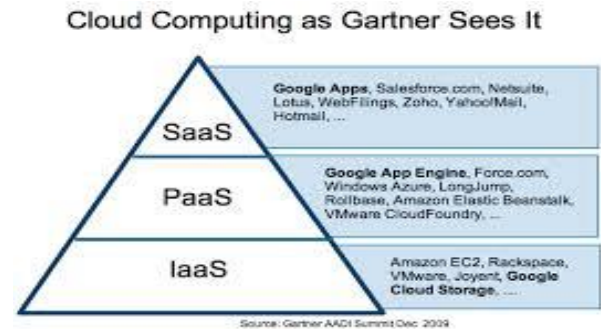 Cloud Computing as Gartner Sees It
SaaS
Google Apps, Salesforce.com, Netsuite,
Lotus, WebFilings, Zoho, Yahoo!Mail,
Hotmail, ...
PaaS
Google App Engine, Force.com,
Windows Azure, LongJump,
Rollbase, Amazon Elastic Beanstalk,
VMware CloudFoundry, ...
IaaS
Amazon EC2, Rackspace,
VMware, Joyent, Google
Cloud Storage, ....
Source: Gartner AADI Summit Dec 2009